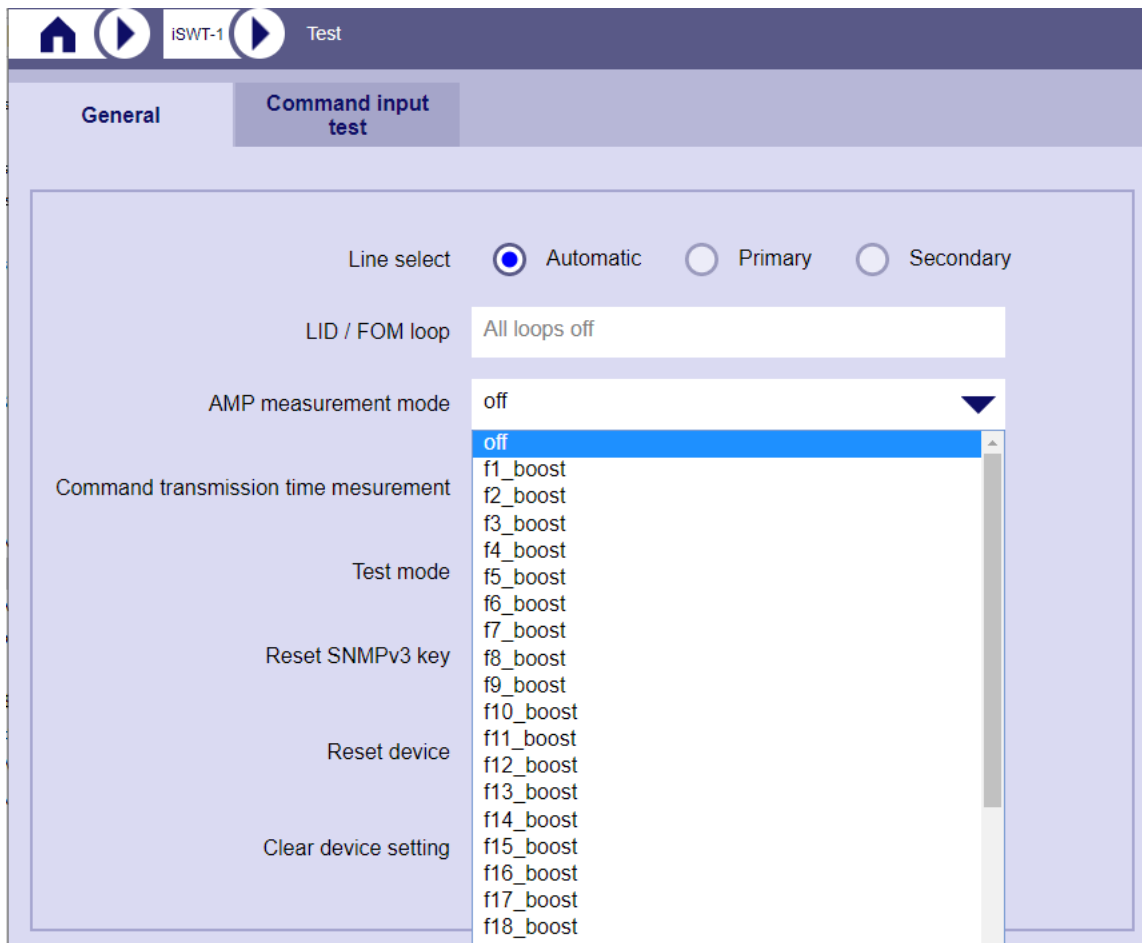 iSWT-1
Test
General
Command input
test
Line select
Automatic
Primary
Secondary
LID / FOM loop
All loops off
AMP measurement mode
off
off
f1_boost
f2_boost
Command transmission time mesurement
f3_boost
f4_boost
f5_boost
Test mode
f6_boost
f7_boost
f8_boost
Reset SNMPv3 key
f9_boost
f10_boost
f11_boost
Reset device
f12_boost
f13_boost
f14_boost
f15_boost
Clear device setting
f16_boost
f17_boost
f18_boost